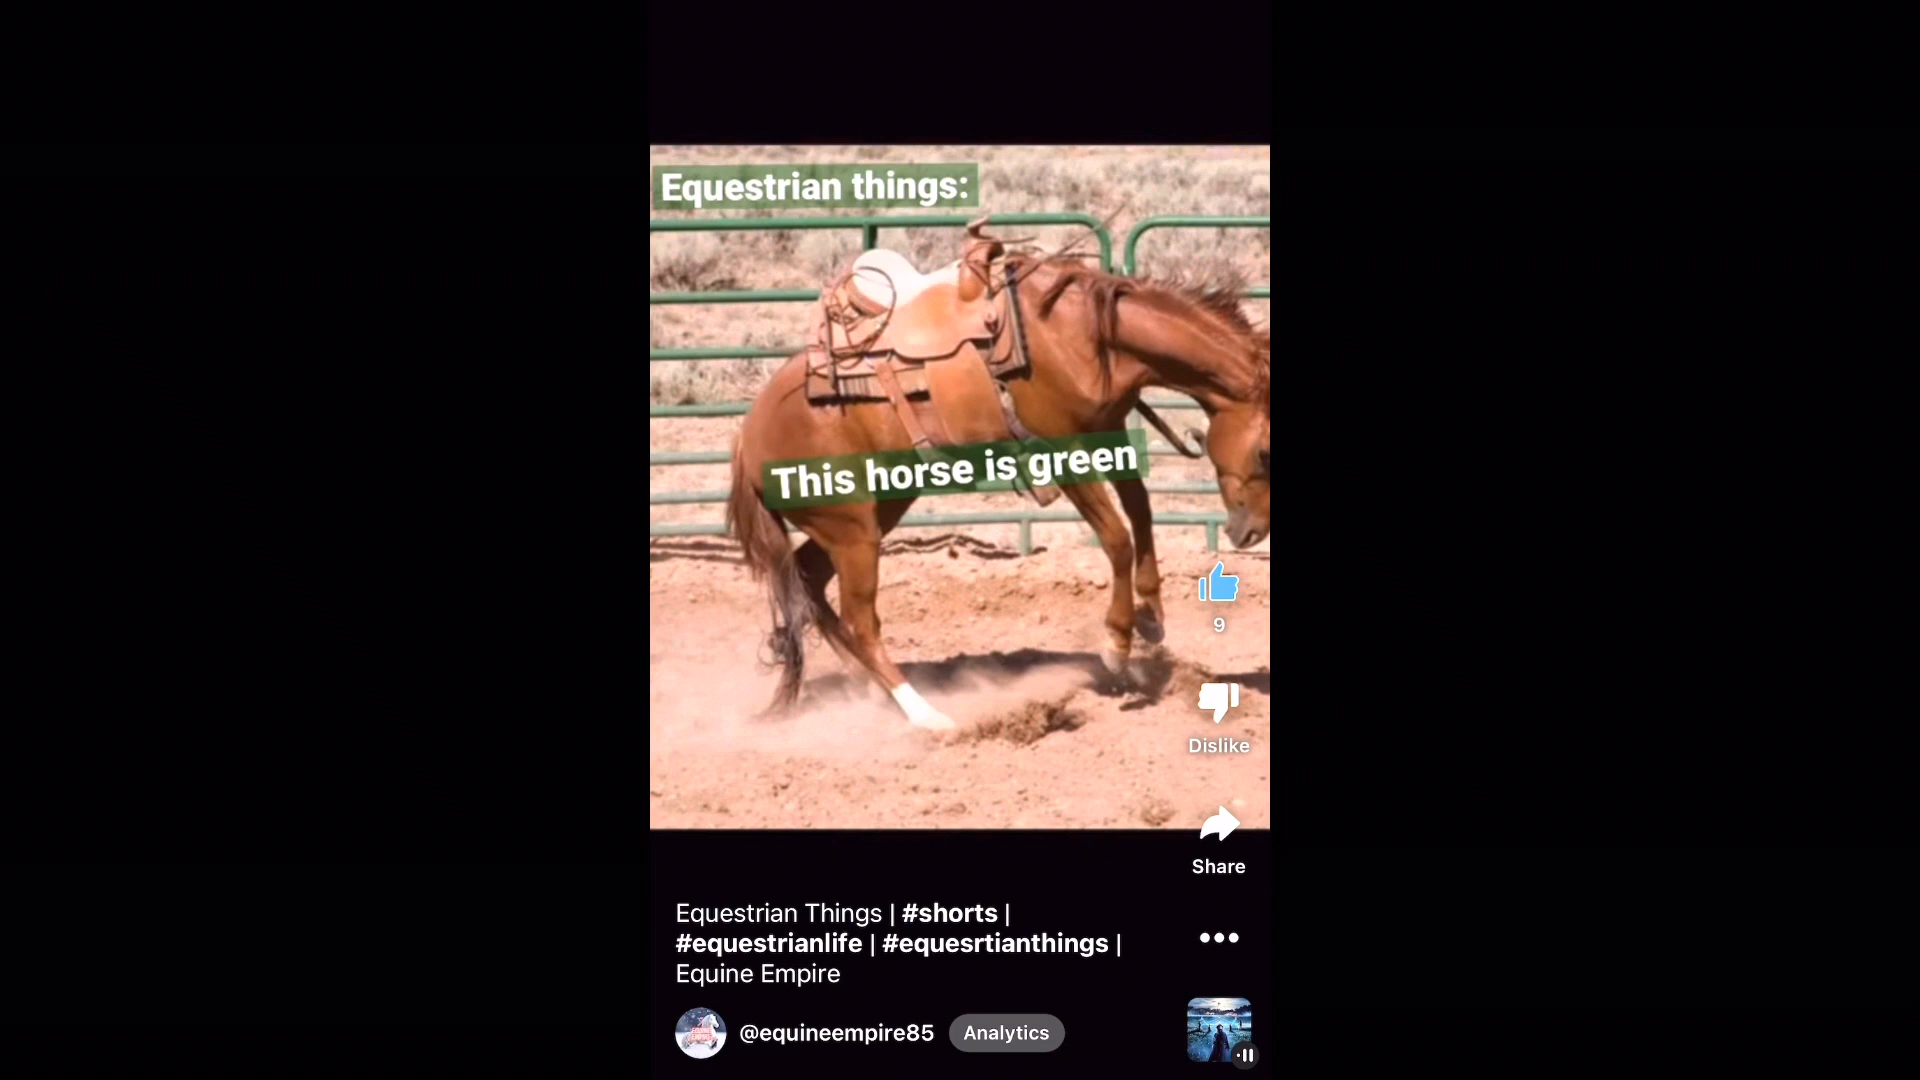 Equestrian things:
This horse is green
9
Dislike
Share
Equestrian Things | #shorts |
#equestrianlife | #equesrtianthings |
Equine Empire
@equineempire85
Analytics